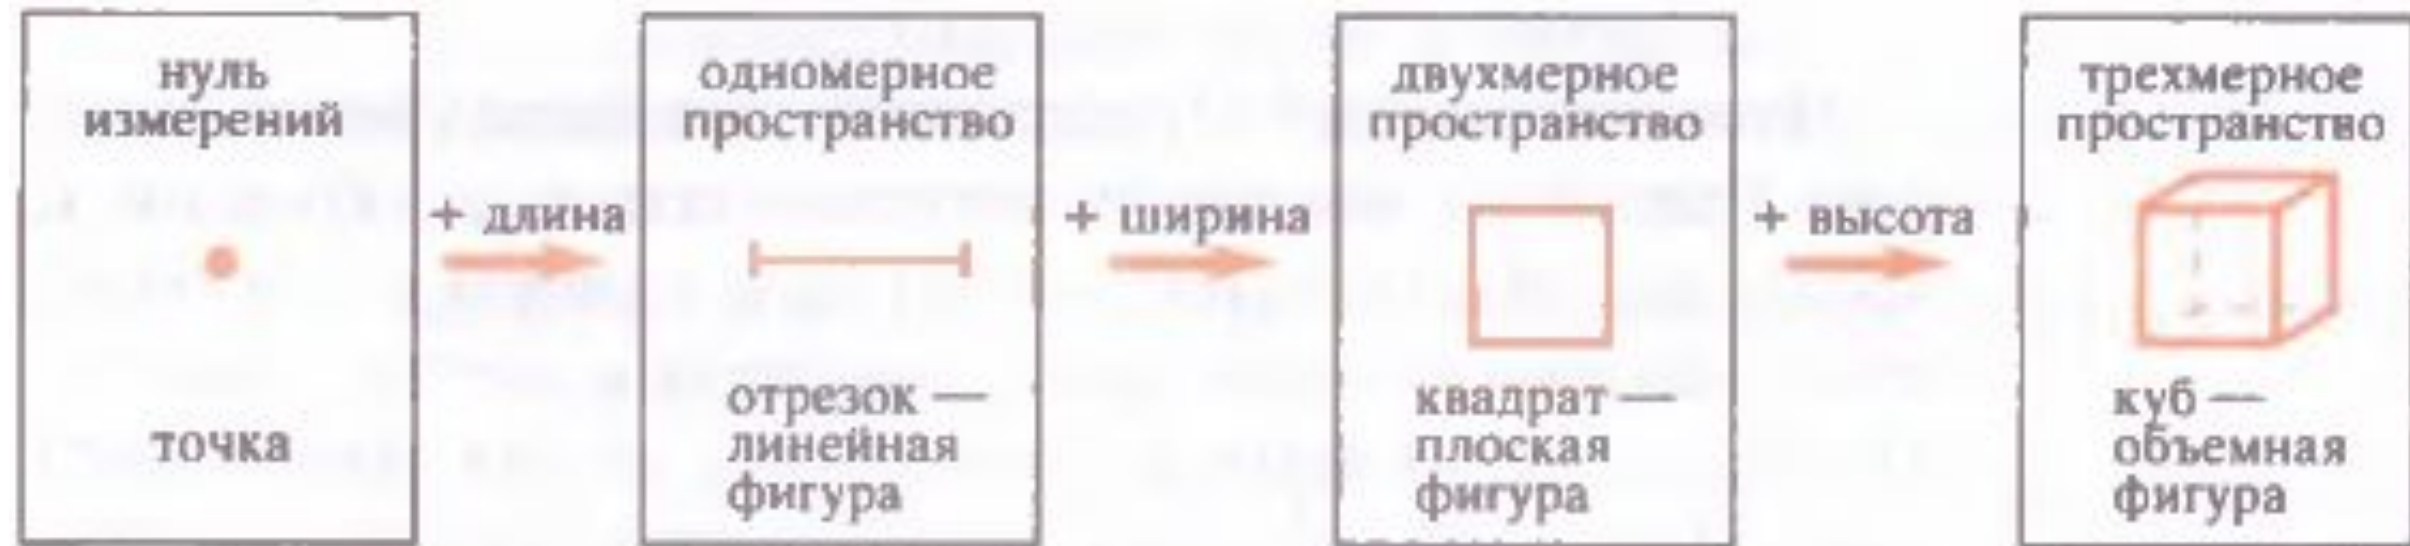 нуль
измерений
точка
+ длина
одномерное
пространство
отрезок —
линейная
фигура
+ ширина
двухмерное
пространство
квадрат —
плоская
фигура
+ высота
трехмерное
пространство
куб —
объемная
фигура